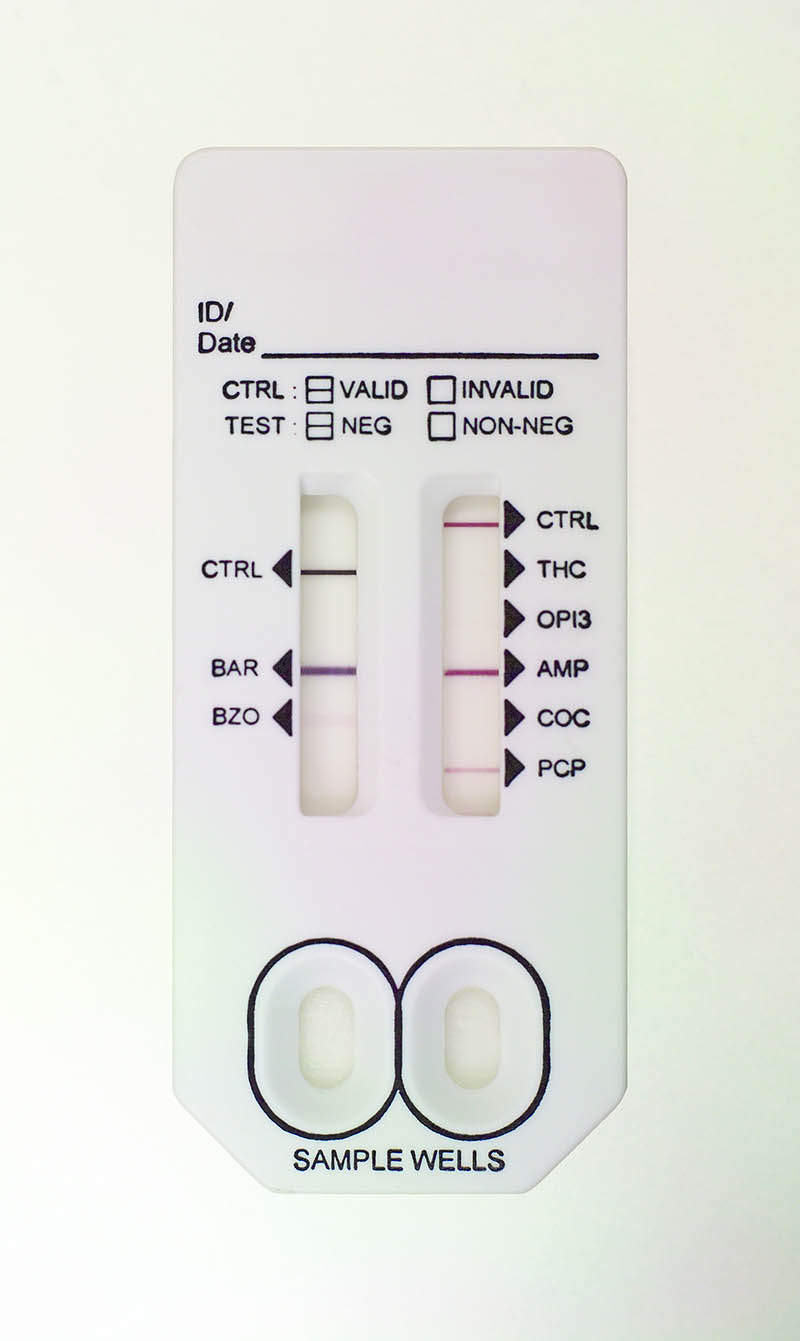 ID/
Date
CTRL : VALID INVALID
TEST : NEG NON-NEG
CTRL
BAR
BZO
CTRL
THC
OPI3
AMP
COC
PCP
SAMPLE WELLS